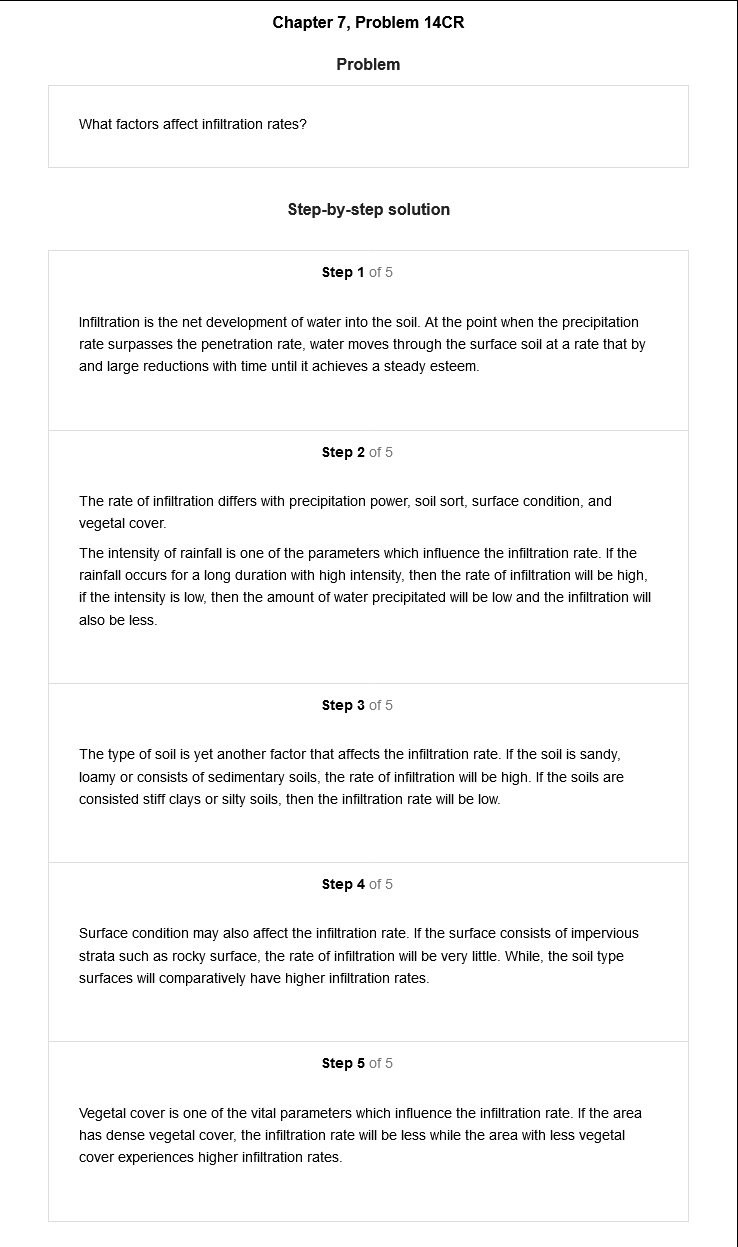 Chapter 7, Problem 14CR
Problem
What factors affect infiltration rates?
Step-by-step solution
Step 1 of 5
Infiltration is the net development of water into the soil. At the point when the precipitation
rate surpasses the penetration rate, water moves through the surface soil at a rate that by
and large reductions with time until it achieves a steady esteem.
Step 2 of 5
The rate of infiltration differs with precipitation power, soil sort, surface condition, and
vegetal cover.
The intensity of rainfall is one of the parameters which influence the infiltration rate. If the
rainfall occurs for a long duration with high intensity, then the rate of infiltration will be high,
if the intensity is low, then the amount of water precipitated will be low and the infiltration will
also be less.
Step 3 of 5
The type of soil is yet another factor that affects the infiltration rate. If the soil is sandy,
loamy or consists of sedimentary soils, the rate of infiltration will be high. If the soils are
consisted stiff clays or silty soils, then the infiltration rate will be low.
Step 4 of 5
Surface condition may also affect the infiltration rate. If the surface consists of impervious
strata such as rocky surface, the rate of infiltration will be very little. While, the soil type
surfaces will comparatively have higher infiltration rates.
Step 5 of 5
Vegetal cover is one of the vital parameters which influence the infiltration rate. If the area
has dense vegetal cover, the infiltration rate will be less while the area with less vegetal
cover experiences higher infiltration rates.